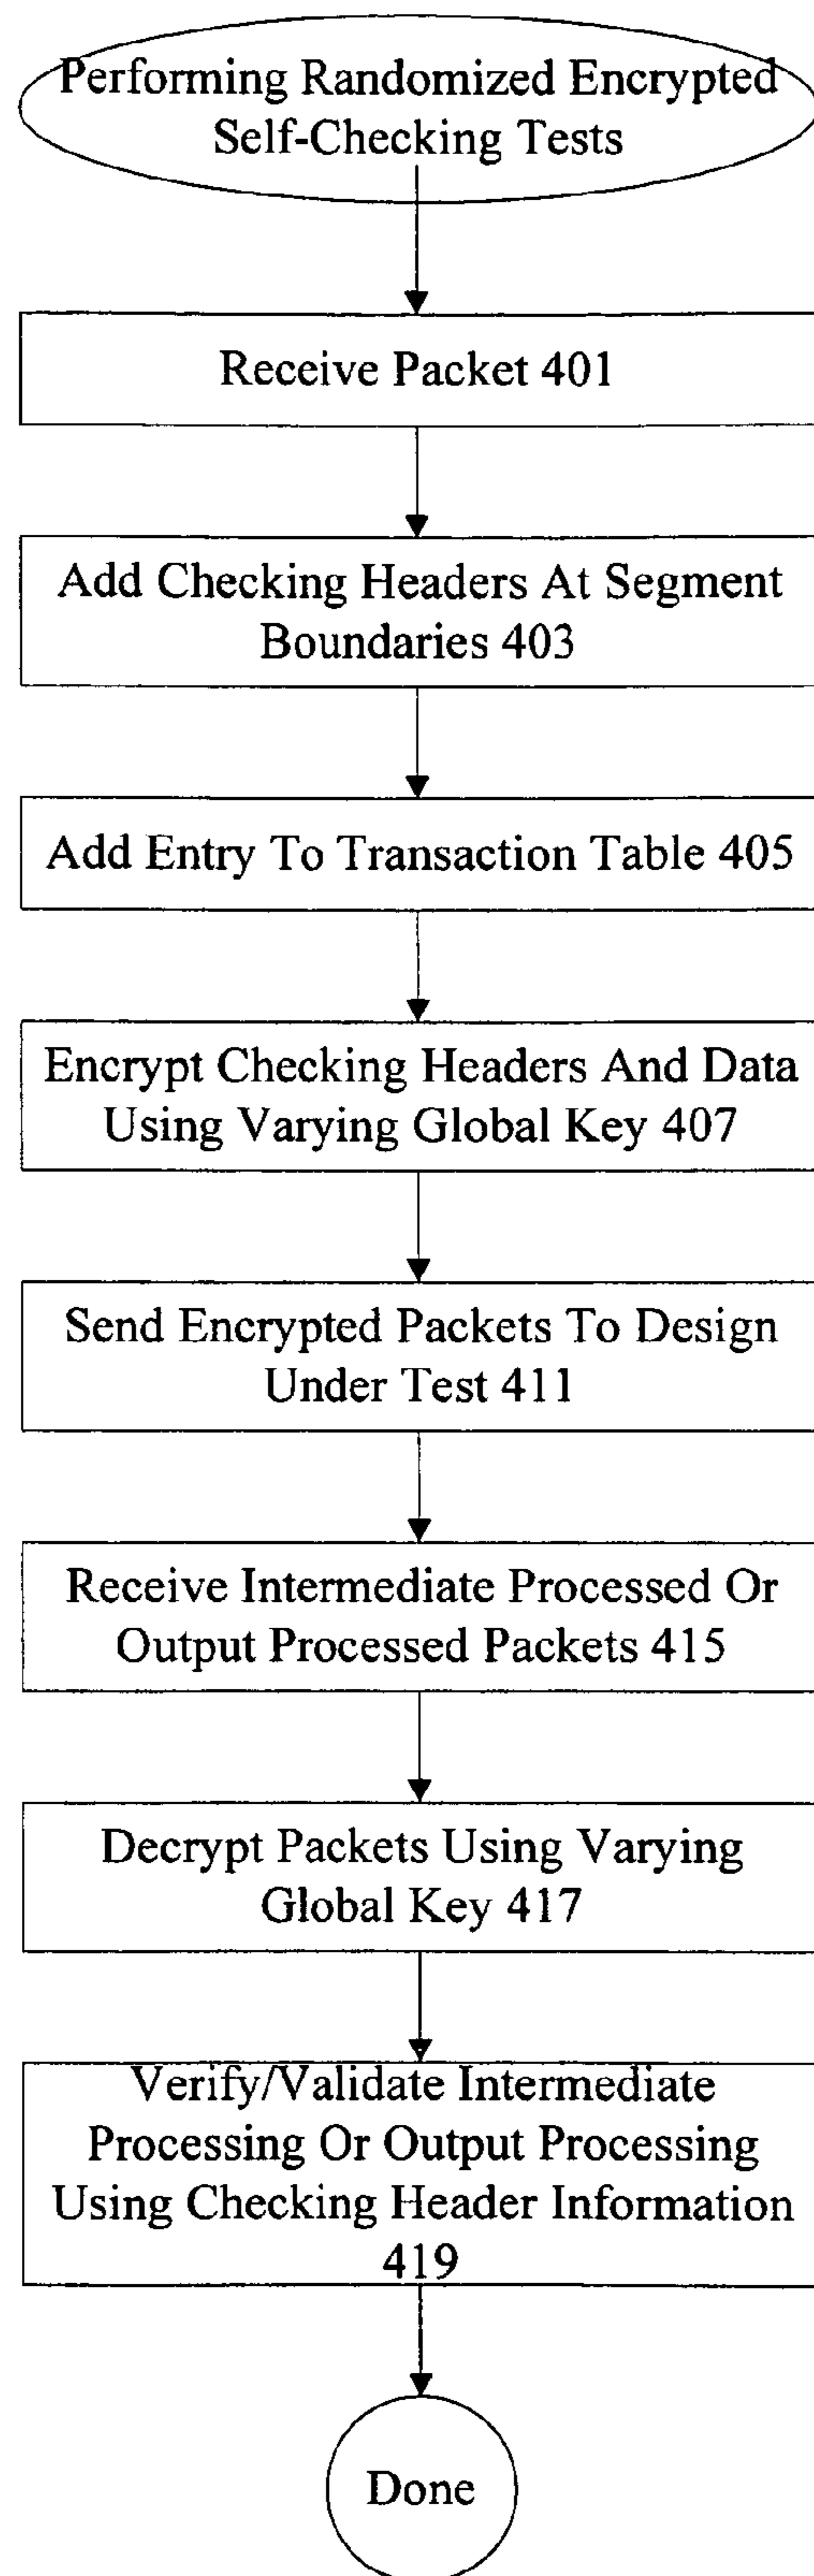 Performing Randomized Encrypted
Self-Checking Tests
Receive Packet 401
Add Checking Headers At Segment
Boundaries 403
Add Entry To Transaction Table 405
Encrypt Checking Headers And Data
Using Varying Global Key 407
Send Encrypted Packets To Design
Under Test 411
Receive Intermediate Processed Or
Output Processed Packets 415
Decrypt Packets Using Varying
Global Key 417
Verify/Validate Intermediate
Processing Or Output Processing
Using Checking Header Information
419
Done